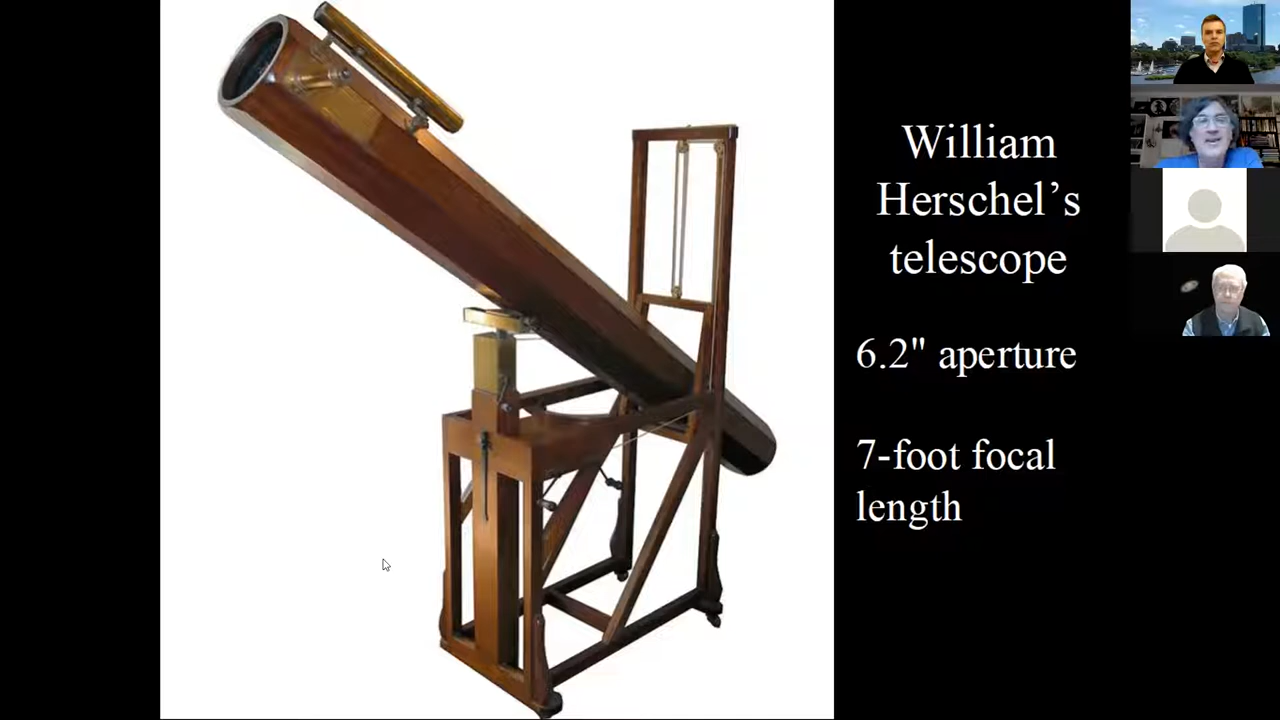 William
Herschel’s
telescope
6.2" aperture
7-foot focal
length